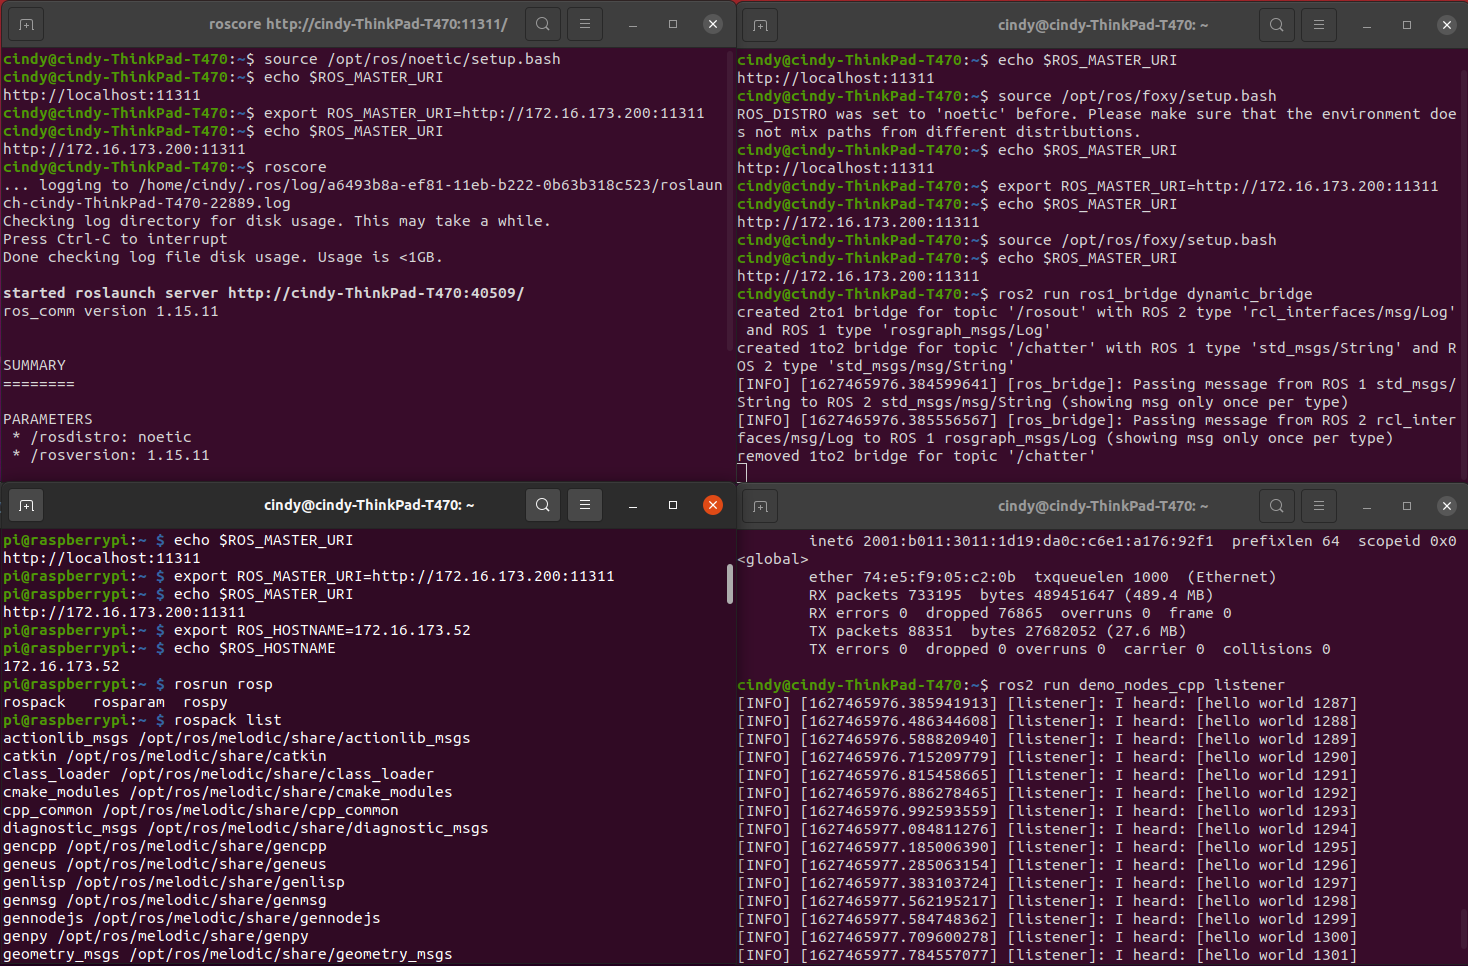 roscore http://cindy-ThinkPad-T470:11311/
cindy@cindy-ThinkPad-T470:~$ source /opt/ros/noetic/setup.bash
cindy@cindy-ThinkPad-T470:~$ echo $ROS_MASTER_URI
http://localhost:11311
cindy@cindy-ThinkPad-T470:~$ export ROS_MASTER_URI=http://172.16.173.200:11311
cindy@cindy-ThinkPad-T470:~$ echo $ROS_MASTER_URI
http://172.16.173.200:11311
cindy@cindy-ThinkPad-T470:~$ roscore
... logging to /home/cindy/.ros/log/a6493b8a-ef81-11eb-b222-0b63b318c523/roslaun
ch-cindy-ThinkPad-T470-22889.log
Checking log directory for disk usage. This may take a while.
Press Ctrl-C to interrupt
Done checking log file disk usage. Usage is <1GB.
started roslaunch server http://cindy-ThinkPad-T470:40509/
ros_comm version 1.15.11
SUMMARY
========
PARAMETERS
 * /rosdistro: noetic
 * /rosversion: 1.15.11
cindy@cindy-ThinkPad-T470: ~
cindy@cindy-ThinkPad-T470:~$ echo $ROS_MASTER_URI
http://localhost:11311
cindy@cindy-ThinkPad-T470:~$ source /opt/ros/foxy/setup.bash
ROS_DISTRO was set to 'noetic' before. Please make sure that the environment doe
s not mix paths from different distributions.
cindy@cindy-ThinkPad-T470:~$ echo $ROS_MASTER_URI
http://localhost:11311
cindy@cindy-ThinkPad-T470:~$ export ROS_MASTER_URI=http://172.16.173.200:11311
cindy@cindy-ThinkPad-T470:~$ echo $ROS_MASTER_URI
http://172.16.173.200:11311
cindy@cindy-ThinkPad-T470:~$ source /opt/ros/foxy/setup.bash
cindy@cindy-ThinkPad-T470:~$ echo $ROS_MASTER_URI
http://172.16.173.200:11311
cindy@cindy-ThinkPad-T470:~$ ros2 run ros1_bridge dynamic_bridge
created 2to1 bridge for topic '/rosout' with ROS 2 type 'rcl_interfaces/msg/Log'
 and ROS 1 type 'rosgraph_msgs/Log'
created 1to2 bridge for topic '/chatter' with ROS 1 type 'std_msgs/String' and R
OS 2 type 'std_msgs/msg/String'
[INFO] [1627465976.384599641] [ros_bridge]: Passing message from ROS 1 std_msgs/
String to ROS 2 std_msgs/msg/String (showing msg only once per type)
[INFO] [1627465976.385556567] [ros_bridge]: Passing message from ROS 2 rcl_inter
faces/msg/Log to ROS 1 rosgraph_msgs/Log (showing msg only once per type)
removed 1to2 bridge for topic '/chatter'
cindy@cindy-ThinkPad-T470: ~
pi@raspberrypi:~ $ echo $ROS_MASTER_URI
http://localhost:11311
pi@raspberrypi:~ $ export ROS_MASTER_URI=http://172.16.173.200:11311
pi@raspberrypi:~ $ echo $ROS_MASTER_URI
http://172.16.173.200:11311
pi@raspberrypi:~ $ export ROS_HOSTNAME=172.16.173.52
pi@raspberrypi:~ $ echo $ROS_HOSTNAME
172.16.173.52
pi@raspberrypi:~ $ rosrun rosp
rospack   rosparam  rospy
pi@raspberrypi:~ $ rospack list
actionlib_msgs /opt/ros/melodic/share/actionlib_msgs
catkin /opt/ros/melodic/share/catkin
class_loader /opt/ros/melodic/share/class_loader
cmake_modules /opt/ros/melodic/share/cmake_modules
cpp_common /opt/ros/melodic/share/cpp_common
diagnostic_msgs /opt/ros/melodic/share/diagnostic_msgs
gencpp /opt/ros/melodic/share/gencpp
geneus /opt/ros/melodic/share/geneus
genlisp /opt/ros/melodic/share/genlisp
genmsg /opt/ros/melodic/share/genmsg
gennodejs /opt/ros/melodic/share/gennodejs
genpy /opt/ros/melodic/share/genpy
geometry_msgs /opt/ros/melodic/share/geometry_msgs
cindy@cindy-ThinkPad-T470: ~
        inet6 2001:b011:3011:1d19:da0c:c6e1:a176:92f1  prefixlen 64  scopeid 0x0
<global>
        ether 74:e5:f9:05:c2:0b  txqueuelen 1000  (Ethernet)
        RX packets 733195  bytes 489451647 (489.4 MB)
        RX errors 0  dropped 76865  overruns 0  frame 0
        TX packets 88351  bytes 27682052 (27.6 MB)
        TX errors 0  dropped 0 overruns 0  carrier 0  collisions 0
cindy@cindy-ThinkPad-T470:~$ ros2 run demo_nodes_cpp listener
[INFO] [1627465976.385941913] [listener]: I heard: [hello world 1287]
[INFO] [1627465976.486344608] [listener]: I heard: [hello world 1288]
[INFO] [1627465976.588820940] [listener]: I heard: [hello world 1289]
[INFO] [1627465976.715209779] [listener]: I heard: [hello world 1290]
[INFO] [1627465976.815458665] [listener]: I heard: [hello world 1291]
[INFO] [1627465976.886278465] [listener]: I heard: [hello world 1292]
[INFO] [1627465976.992593559] [listener]: I heard: [hello world 1293]
[INFO] [1627465977.084811276] [listener]: I heard: [hello world 1294]
[INFO] [1627465977.185006390] [listener]: I heard: [hello world 1295]
[INFO] [1627465977.285063154] [listener]: I heard: [hello world 1296]
[INFO] [1627465977.383103724] [listener]: I heard: [hello world 1297]
[INFO] [1627465977.562195217] [listener]: I heard: [hello world 1298]
[INFO] [1627465977.584748362] [listener]: I heard: [hello world 1299]
[INFO] [1627465977.709600278] [listener]: I heard: [hello world 1300]
[INFO] [1627465977.784557077] [listener]: I heard: [hello world 1301]